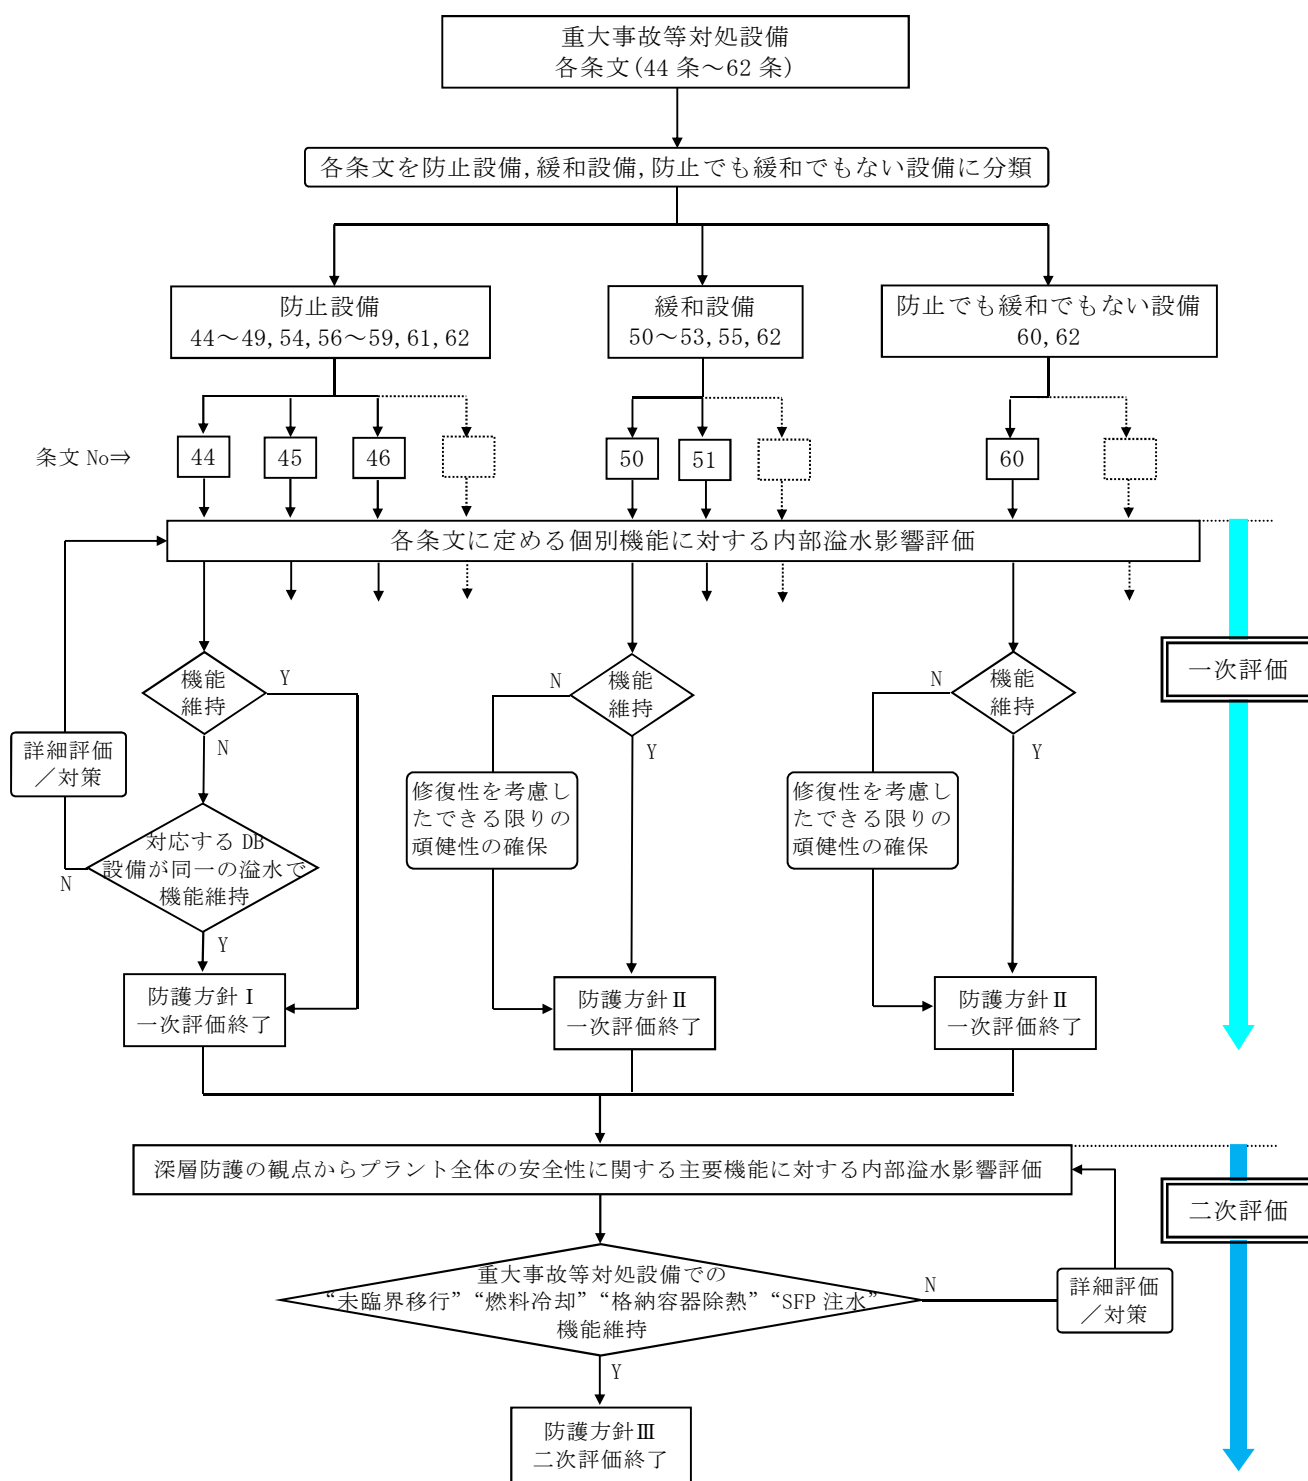 重大事故等対処設備
各条文(44 条～62 条)
各条文を防止設備,緩和設備,防止でも緩和でもない設備に分類
防止設備
44～49,54,56～59,61,62
緩和設備
50～53,55,62
防止でも緩和でもない設備
60,62
条文 No⇒
44
45
46
50
51
60
各条文に定める個別機能に対する内部溢水影響評価
一次評価
機能
維持
Y
N
機能
維持
N
Y
機能
維持
N
Y
詳細評価
／対策
対応する DB
設備が同一の溢水で
機能維持
N
Y
修復性を考慮し
たできる限りの
頑健性の確保
修復性を考慮し
たできる限りの
頑健性の確保
防護方針Ⅰ
一次評価終了
防護方針Ⅱ
一次評価終了
防護方針Ⅱ
一次評価終了
深層防護の観点からプラント全体の安全性に関する主要機能に対する内部溢水影響評価
二次評価
重大事故等対処設備での
“未臨界移行”“燃料冷却”“格納容器除熱”“SFP 注水”
機能維持
N
詳細評価
／対策
Y
防護方針Ⅲ
二次評価終了